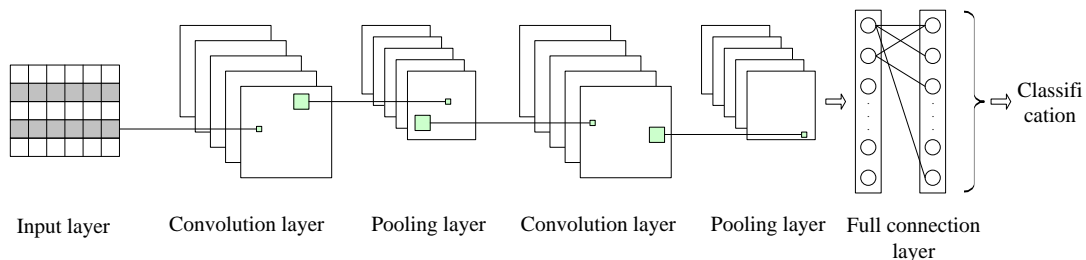 Classifi
cation
Input layer
Convolution layer
Pooling layer
Convolution layer
Pooling layer
Full connection
layer